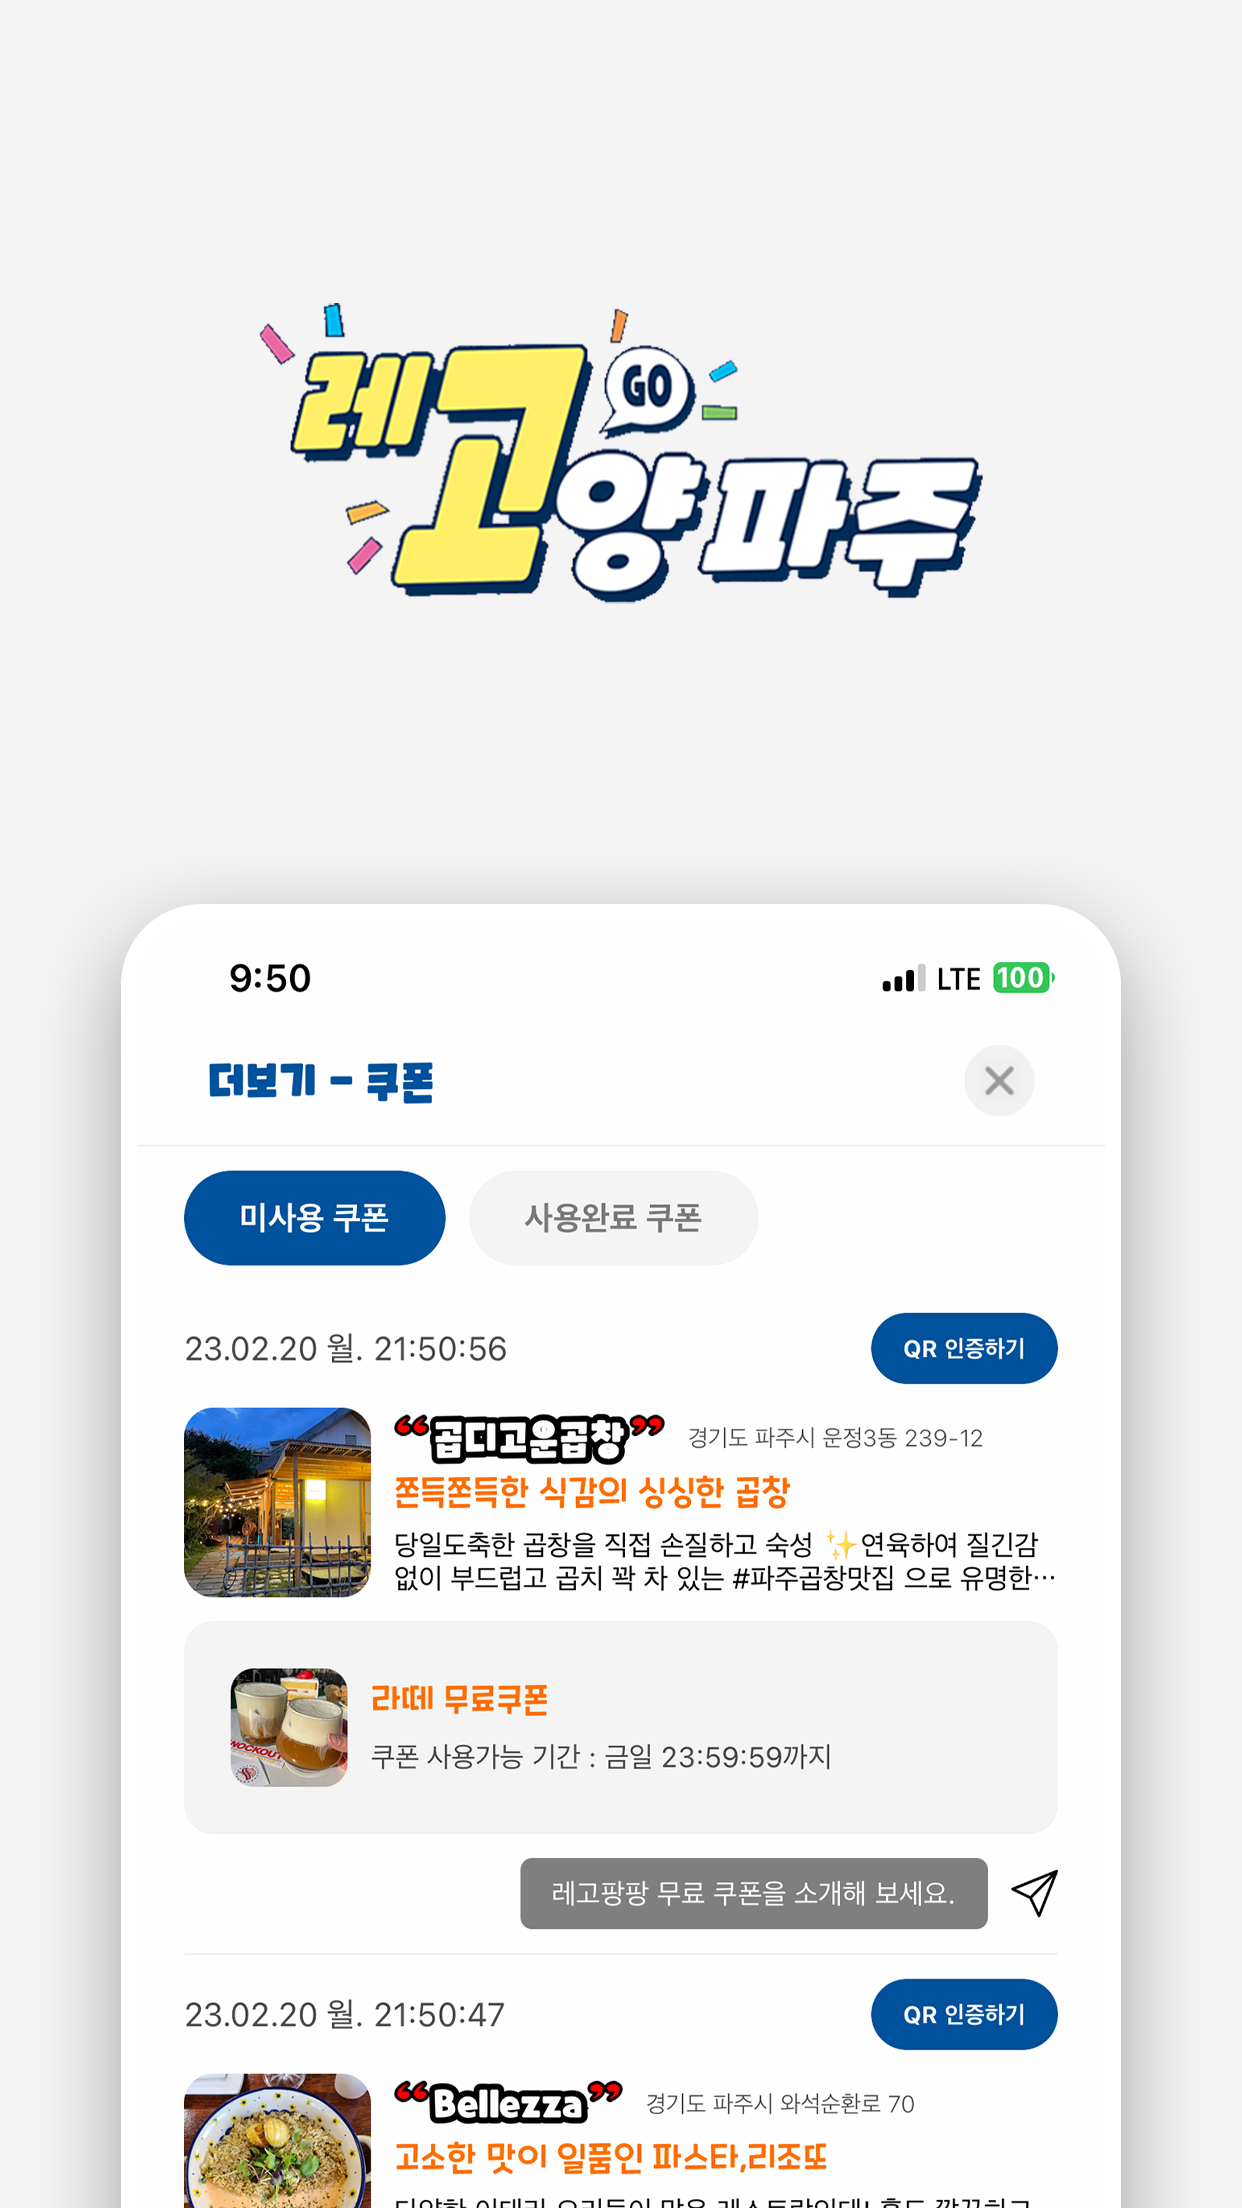 레고 GO
양파주
9:50 LTE 100
더보기 - 쿠폰
미사용 쿠폰 사용완료 쿠폰
23.02.20 월. 21:50:56 QR 인증하기
“곱디고운곱창” 경기도 파주시 운정3동 239-12
쫀득쫀득한 식감의 싱싱한 곱창
당일도축한 곱창을 직접 손질하고 숙성 ✨연육하여 질긴감
없이 부드럽고 곱치 꽉 차 있는 #파주곱창맛집 으로 유명한…
라떼 무료쿠폰
쿠폰 사용가능 기간 : 금일 23:59:59까지
NOCKOUT
레고팡팡 무료 쿠폰을 소개해 보세요.
23.02.20 월. 21:50:47 QR 인증하기
“Bellezza” 경기도 파주시 와석순환로 70
고소한 맛이 일품인 파스타,리조또